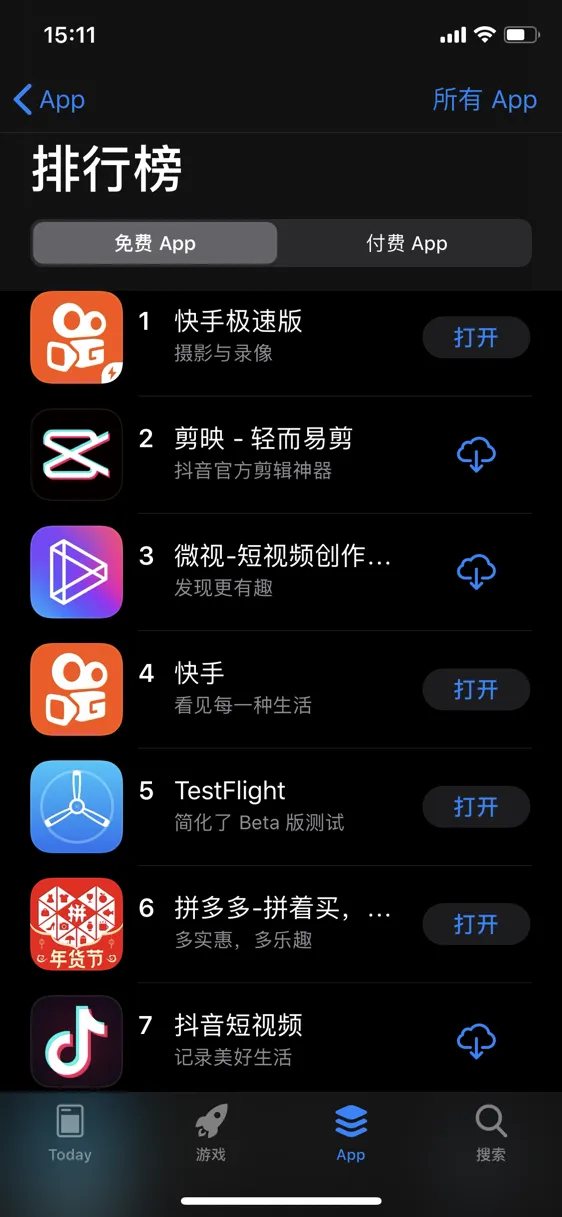 15:11
App
所有 App
排行榜
免费 App
付费 App
1
快手极速版
摄影与录像
打开
2
剪映 - 轻而易剪
抖音官方剪辑神器
3
微视-短视频创作...
发现更有趣
4
快手
看见每一种生活
打开
5
TestFlight
简化了 Beta 版测试
打开
6
拼多多-拼着买，...
多实惠，多乐趣
打开
拼
年货节
7
抖音短视频
记录美好生活
Today
游戏
App
搜索